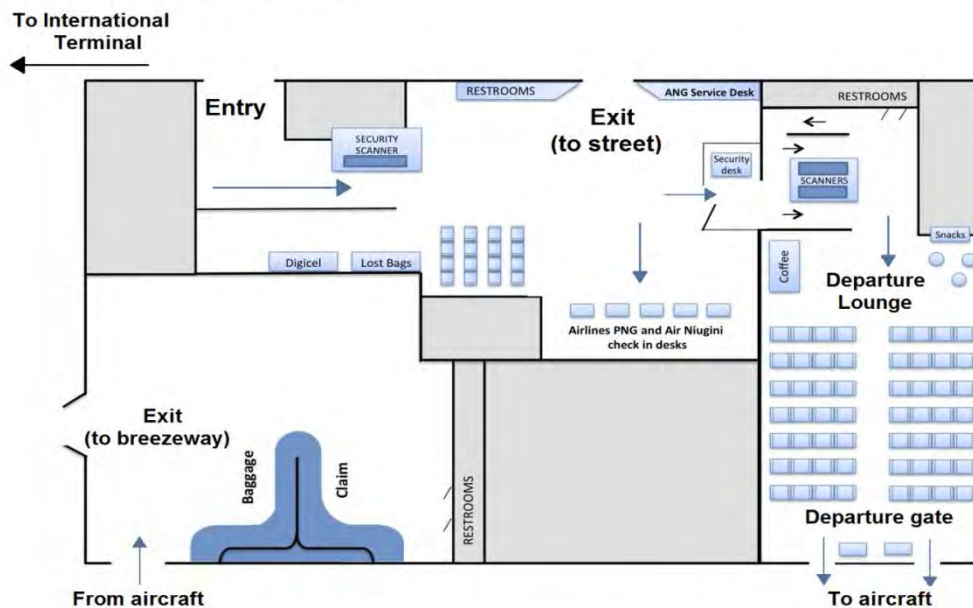 To International
Terminal
Entry
RESTROOMS
ANG Service Desk
RESTROOMS
Exit
(to street)
SECURITY
SCANNER
Security
desk
SCANNERS
Digicel
Lost Bags
Coffee
Snacks
Departure
Lounge
Airlines PNG and Air Niugini
check in desks
Exit
(to breezeway)
Baggage
Claim
RESTROOMS
Departure gate
From aircraft
To aircraft